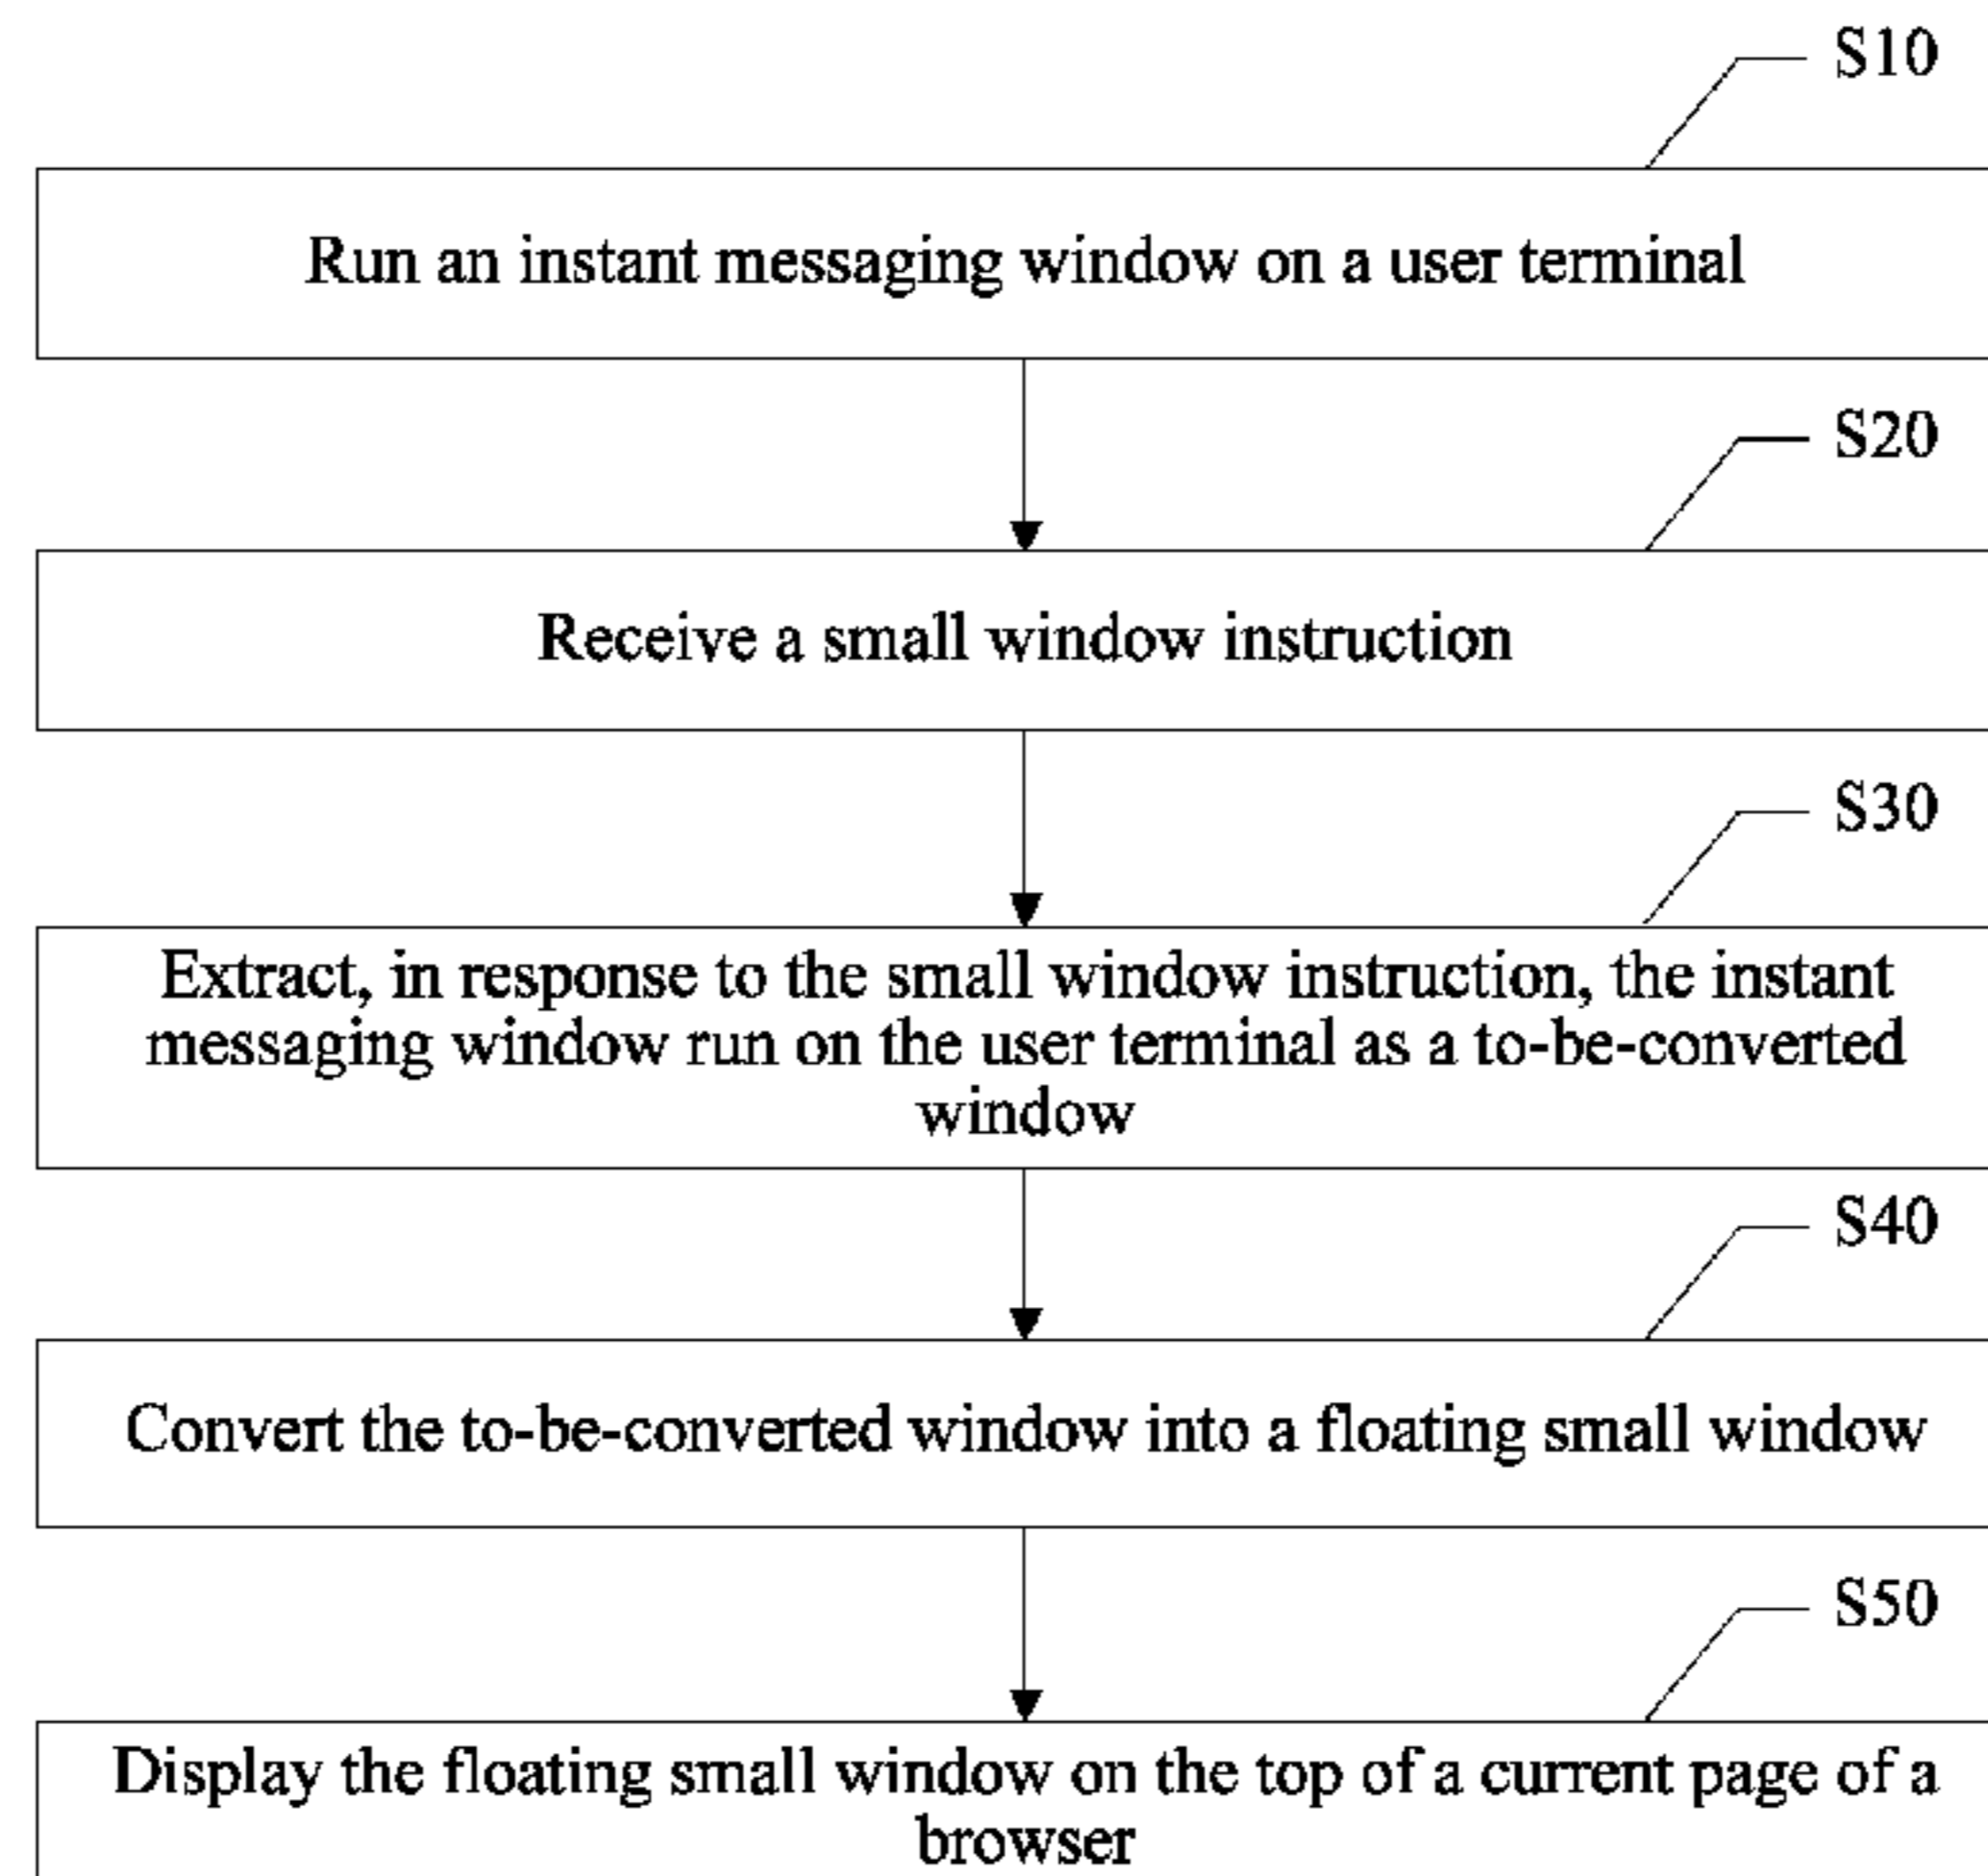 S10
Run an instant messaging window on a user terminal
S20
Receive a small window instruction
S30
Extract, in response to the small window instruction, the instant
messaging window run on the user terminal as a to-be-converted
window
S40
Convert the to-be-converted window into a floating small window
S50
Display the floating small window on the top of a current page of a
browser